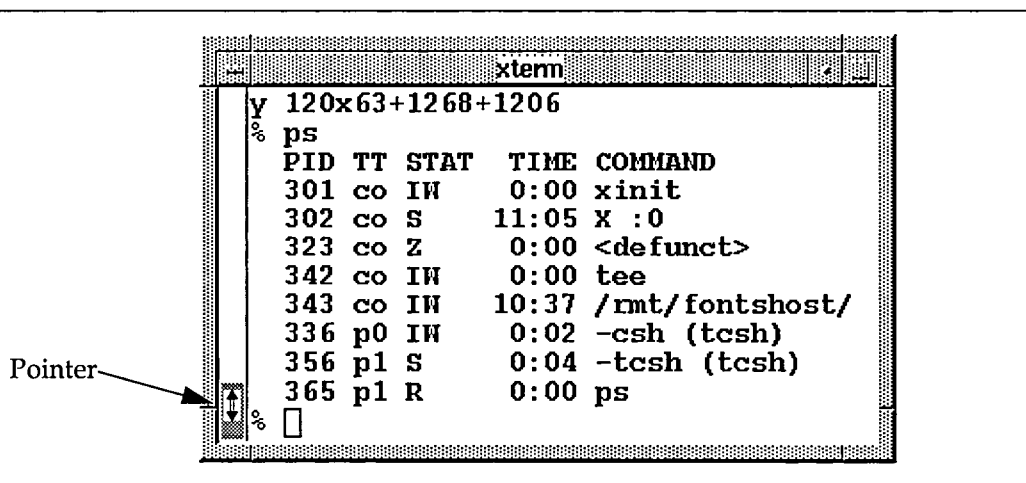 xterm
y 120x63+1268+1206
% ps
PID TT STAT TIME COMMAND
301 co IW 0:00 xinit
302 co S 11:05 X :0
323 co Z 0:00 <defunct>
342 co IW 0:00 tee
343 co IW 10:37 /rmt/fontshost/
336 p0 IW 0:02 -csh (tcsh)
356 p1 S 0:04 -tcsh (tcsh)
365 p1 R 0:00 ps
%
Pointer